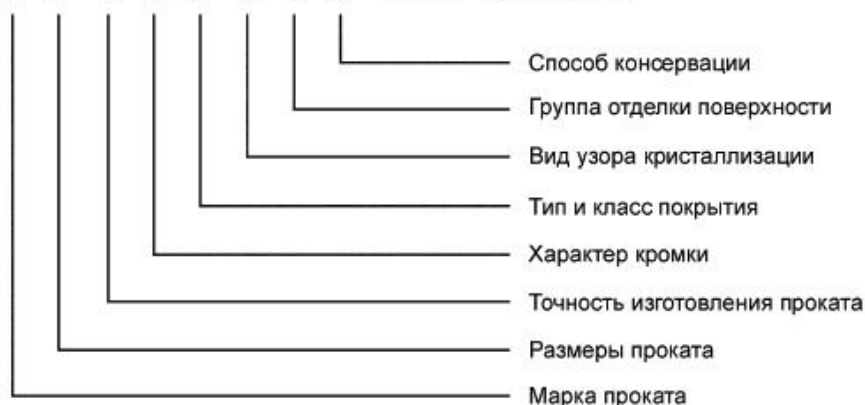 Способ консервации
Группа отделки поверхности
Вид узора кристаллизации
Тип и класс покрытия
Характер кромки
Точность изготовления проката
Размеры проката
Марка проката